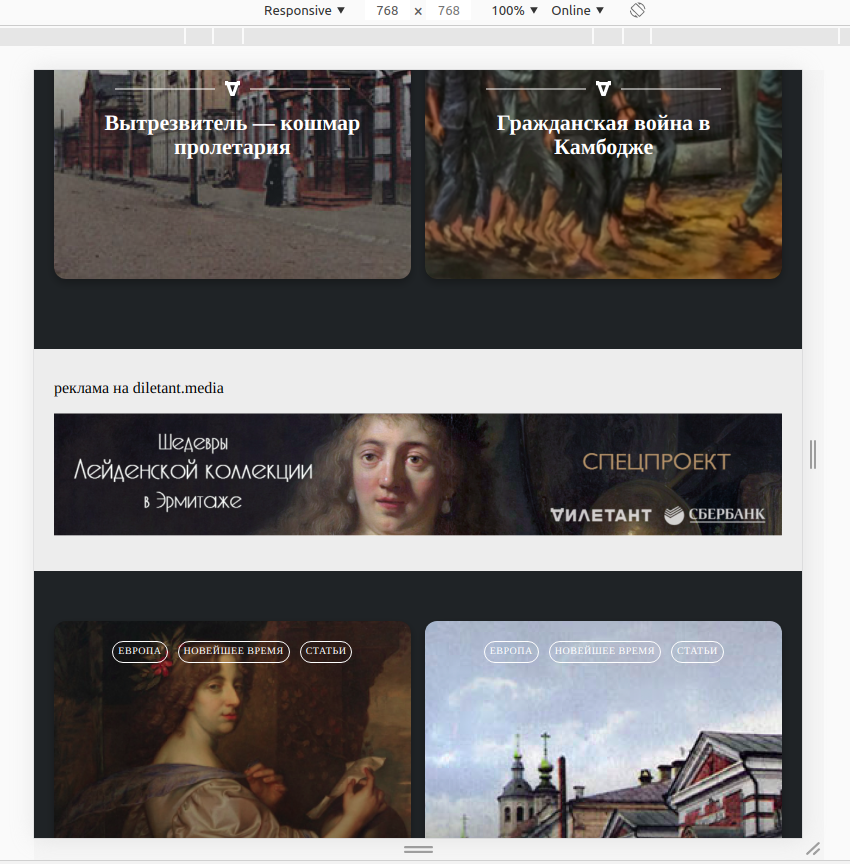 Responsive ▼ 768 × 768 100% ▼ Online ▼
Вытрезвитель — кошмар
пролетария
Гражданская война в
Камбодже
реклама на diletant.media
Шедевры
Лейденской коллекции
в Эрмитаже
СПЕЦПРОЕКТ
ДИЛЕТАНТ СБЕРБАНК
ЕВРОПА НОВЕЙШЕЕ ВРЕМЯ СТАТЬИ
ЕВРОПА НОВЕЙШЕЕ ВРЕМЯ СТАТЬИ